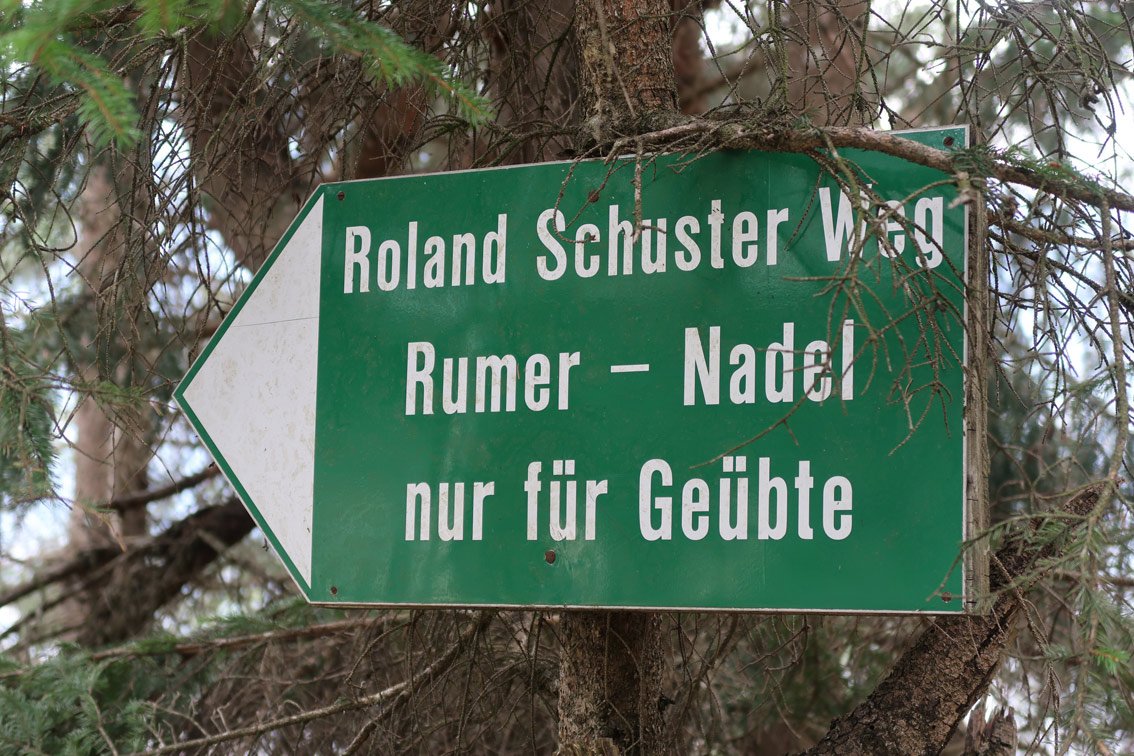 Roland Schuster Weg
Rumer – Nadel
nur für Geübte